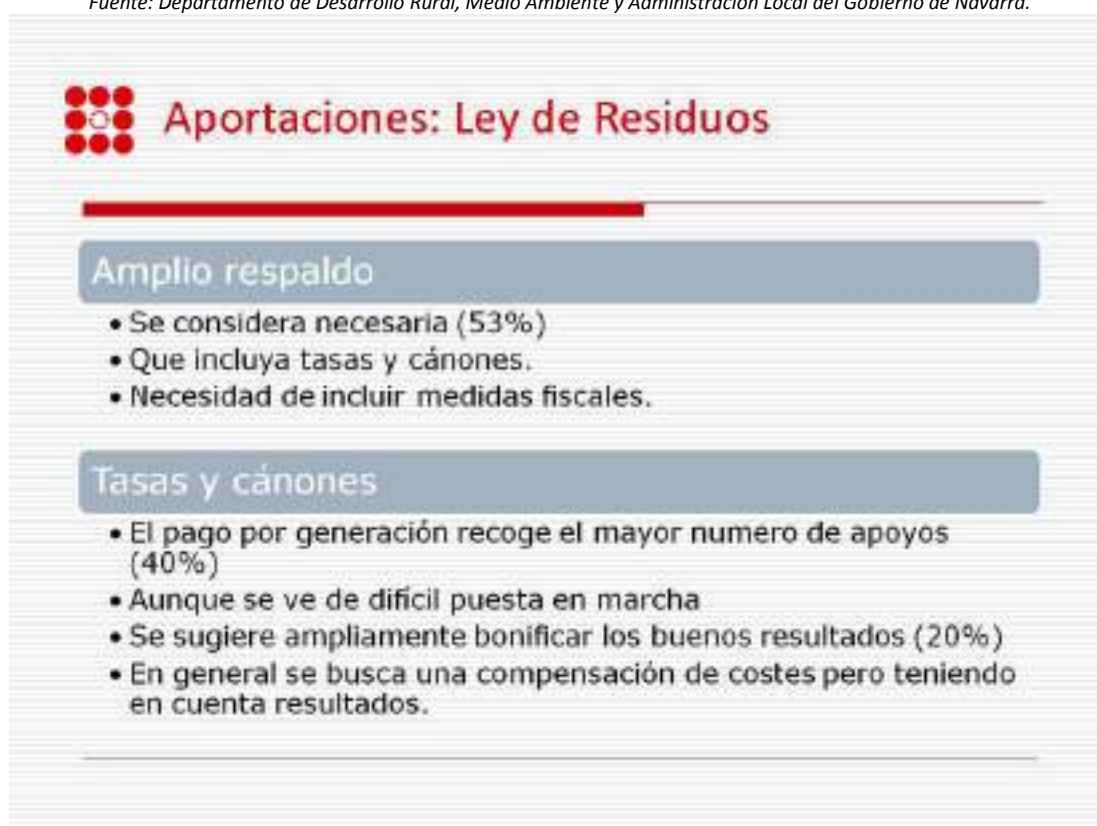 Fuente: Departamento de Desarrollo Rural, Medio Ambiente y Administración Local del Gobierno de Navarra.
Aportaciones: Ley de Residuos
Amplio respaldo
• Se considera necesaria (53%)
• Que incluya tasas y cánones.
• Necesidad de incluir medidas fiscales.
Tasas y cánones
• El pago por generación recoge el mayor numero de apoyos
(40%)
• Aunque se ve de difícil puesta en marcha
• Se sugiere ampliamente bonificar los buenos resultados (20%)
• En general se busca una compensación de costes pero teniendo
en cuenta resultados.